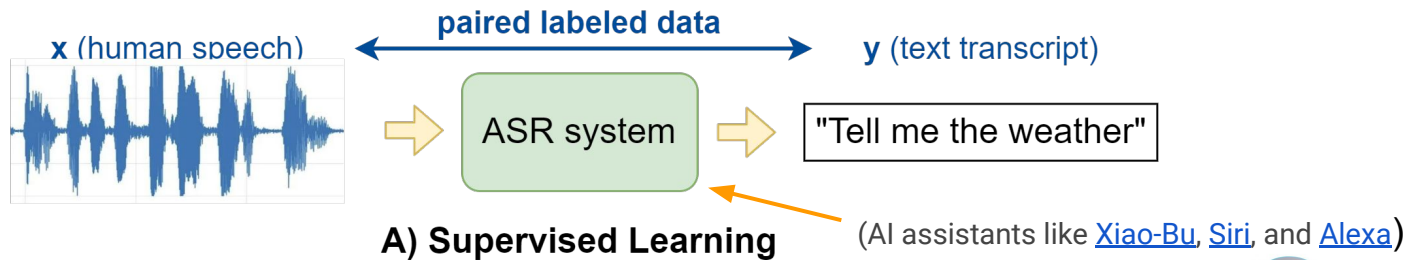 paired labeled data
x (human speech)
y (text transcript)
ASR system
"Tell me the weather"
A) Supervised Learning
(AI assistants like Xiao-Bu, Siri, and Alexa)